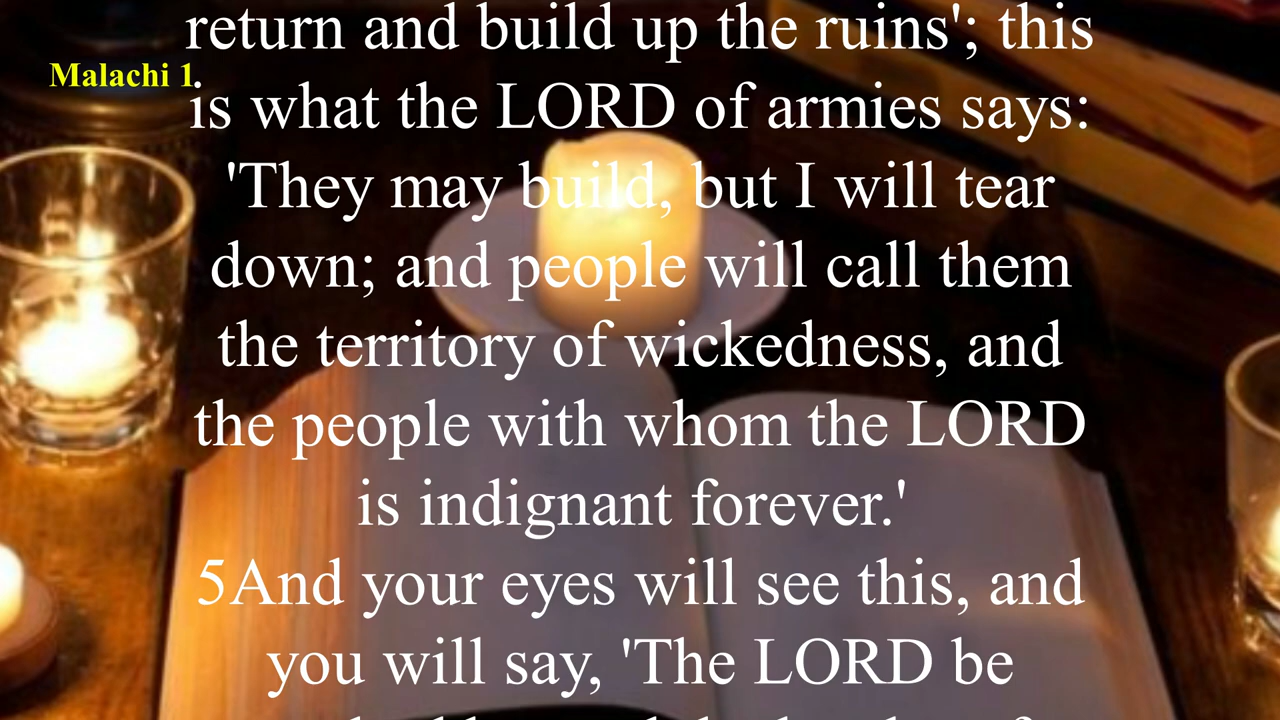 return and build up the ruins'; this
Malachi 1
is what the LORD of armies says:
'They may build, but I will tear
down; and people will call them
the territory of wickedness, and
the people with whom the LORD
is indignant forever.'
5And your eyes will see this, and
you will say, 'The LORD be